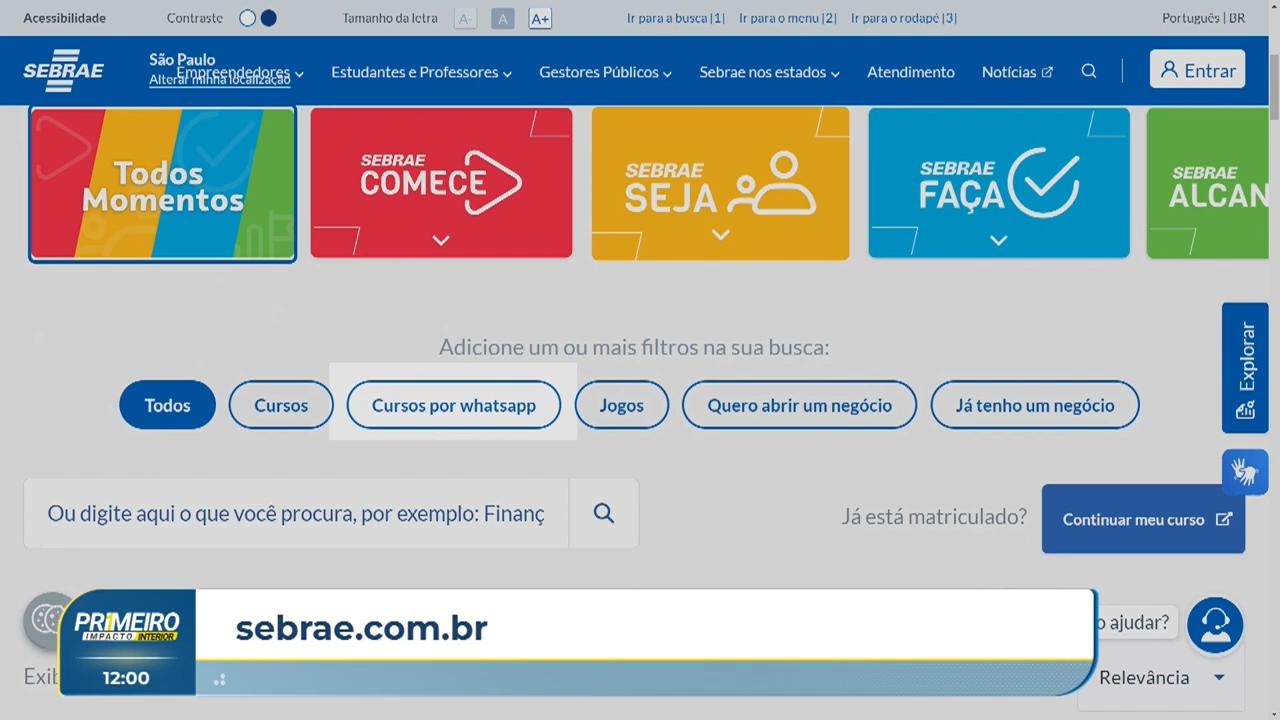 Acessibilidade
Contraste
Tamanho da letra
A-
A
A+
Ir para a busca |1|
Ir para o menu |2|
Ir para o rodapé |3|
Português | BR
SEBRAE
São Paulo
Alterar minha localização
Empreendedores
Estudantes e Professores
Gestores Públicos
Sebrae nos estados
Atendimento
Notícias
Entrar
Todos
Momentos
SEBRAE
COMECE
SEBRAE
SEJA
SEBRAE
FAÇA
SEBRAE
ALCAN
Explorar
Adicione um ou mais filtros na sua busca:
Todos
Cursos
Cursos por whatsapp
Jogos
Quero abrir um negócio
Já tenho um negócio
Ou digite aqui o que você procura, por exemplo: Finanç
Já está matriculado?
Continuar meu curso
PRIMEIRO
IMPACTO INTERIOR
12:00
sebrae.com.br
o ajudar?
Exib
Relevância